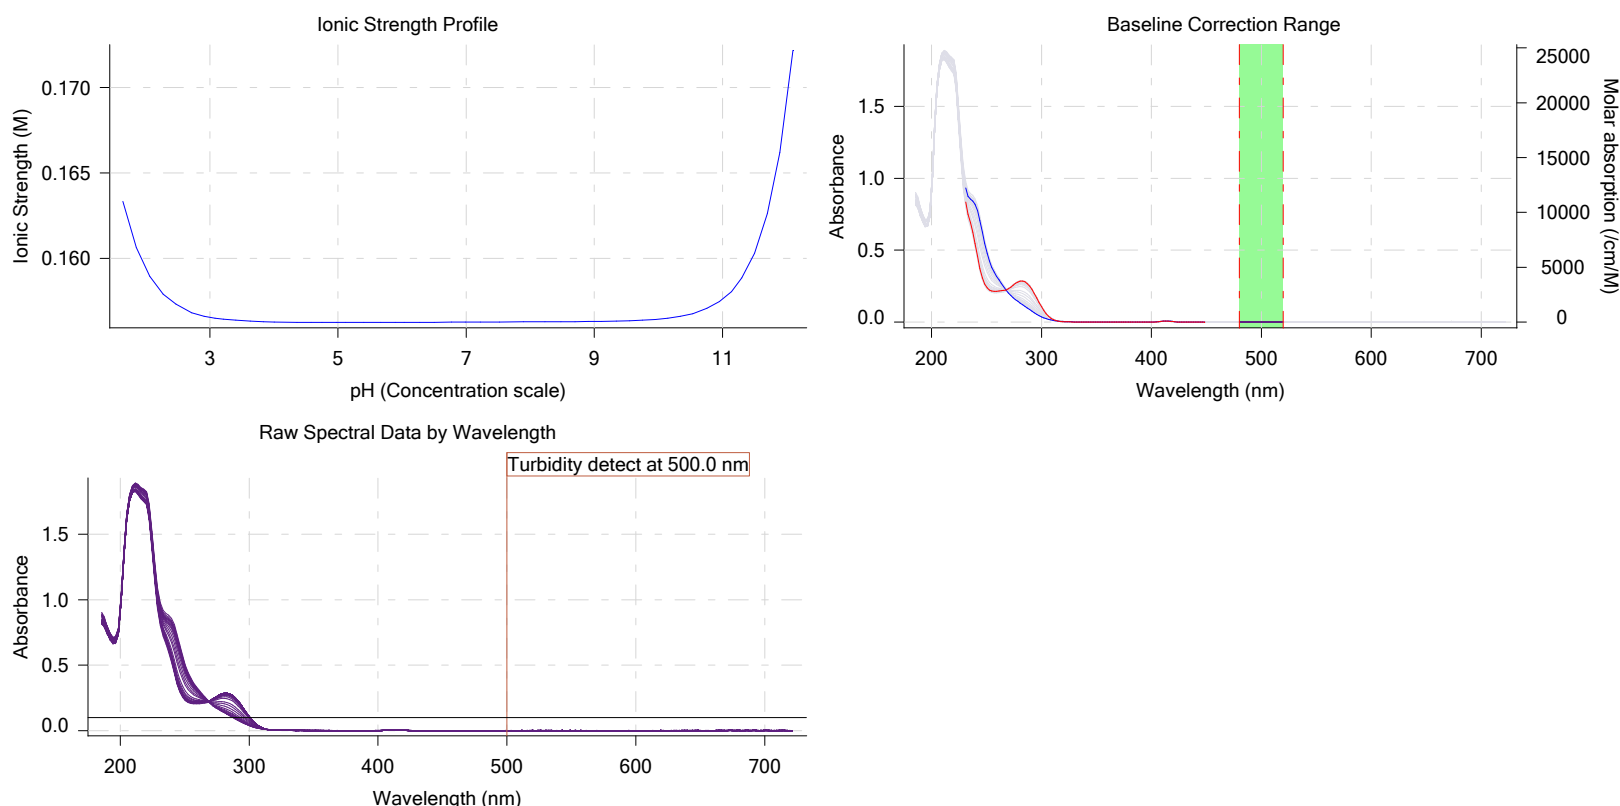 Ionic Strength Profile
Ionic Strength (M)
0.170
0.165
0.160
3 5 7 9 11
pH (Concentration scale)
Baseline Correction Range
Absorbance
1.5
1.0
0.5
0.0
25000
20000
15000
10000
5000
0
Molar absorption (/cm/M)
200 300 400 500 600 700
Wavelength (nm)
Raw Spectral Data by Wavelength
Turbidity detect at 500.0 nm
Absorbance
1.5
1.0
0.5
0.0
200 300 400 500 600 700
Wavelength (nm)